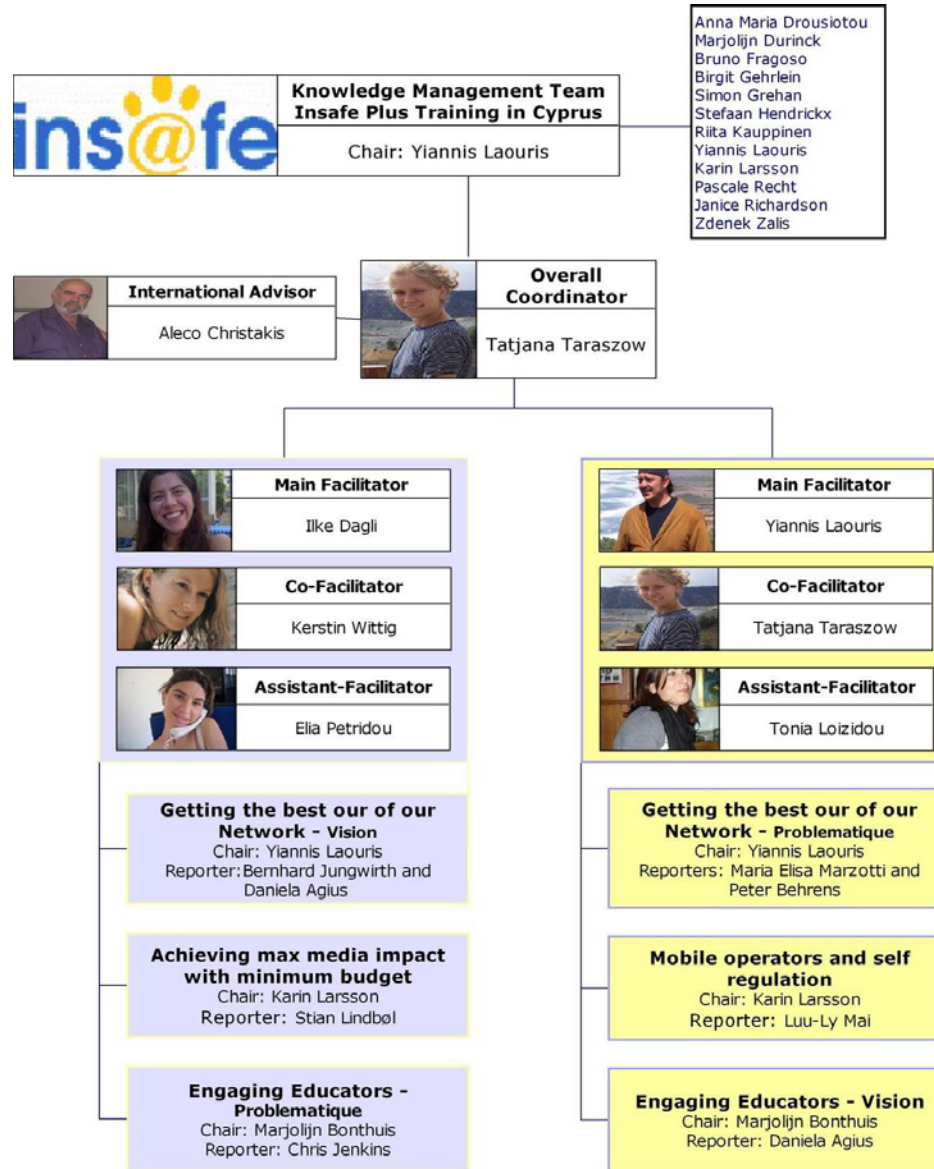 Anna Maria Drousiotou
Marjolijn Durinck
Bruno Fragoso
Birgit Gehrlein
Simon Grehan
Stefaan Hendrickx
Riita Kauppinen
Yiannis Laouris
Karin Larsson
Pascale Recht
Janice Richardson
Zdenek Zalis
ins@fe
Knowledge Management Team
Insafe Plus Training in Cyprus
Chair: Yiannis Laouris
International Advisor
Aleco Christakis
Overall
Coordinator
Tatjana Taraszow
Main Facilitator
Ilke Dagli
Co-Facilitator
Kerstin Wittig
Assistant-Facilitator
Elia Petridou
Main Facilitator
Yiannis Laouris
Co-Facilitator
Tatjana Taraszow
Assistant-Facilitator
Tonia Loizidou
Getting the best our of our
Network - Vision
Chair: Yiannis Laouris
Reporter:Bernhard Jungwirth and
Daniela Agius
Achieving max media impact
with minimum budget
Chair: Karin Larsson
Reporter: Stian Lindbøl
Engaging Educators -
Problematique
Chair: Marjolijn Bonthuis
Reporter: Chris Jenkins
Getting the best our of our
Network - Problematique
Chair: Yiannis Laouris
Reporters: Maria Elisa Marzotti and
Peter Behrens
Mobile operators and self
regulation
Chair: Karin Larsson
Reporter: Luu-Ly Mai
Engaging Educators - Vision
Chair: Marjolijn Bonthuis
Reporter: Daniela Agius